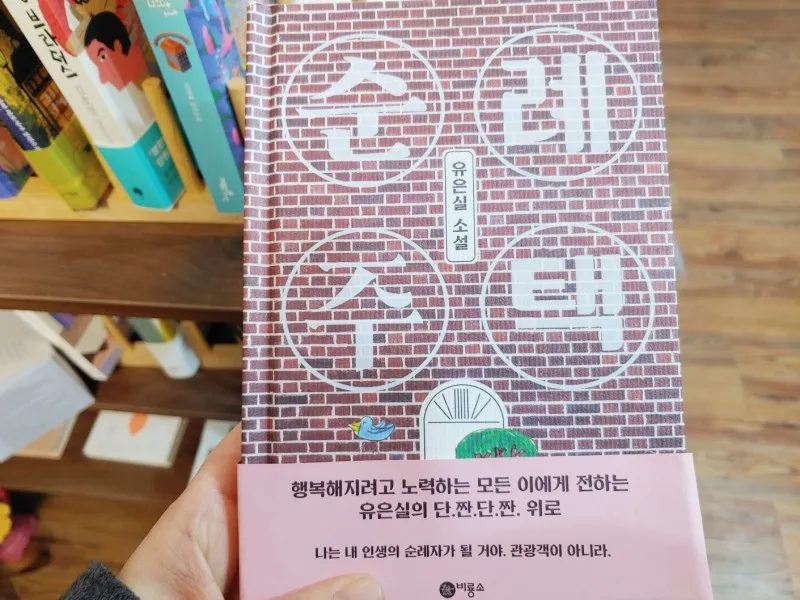 순례
유은실 소설
주택
행복해지려고 노력하는 모든 이에게 전하는
유은실의 단.짠.단.짠. 위로
나는 내 인생의 순례자가 될 거야. 관광객이 아니라.
비룡소